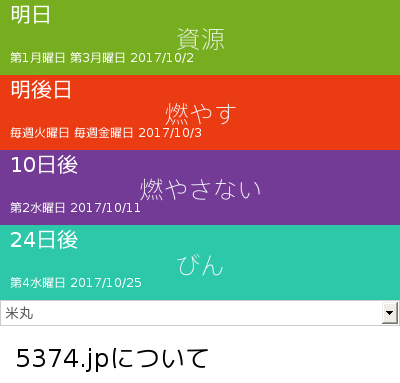 明日
資源
第1月曜日 第3月曜日 2017/10/2
明後日
燃やす
毎週火曜日 毎週金曜日 2017/10/3
10日後
燃やさない
第2水曜日 2017/10/11
24日後
びん
第4水曜日 2017/10/25
米丸
5374.jpについて